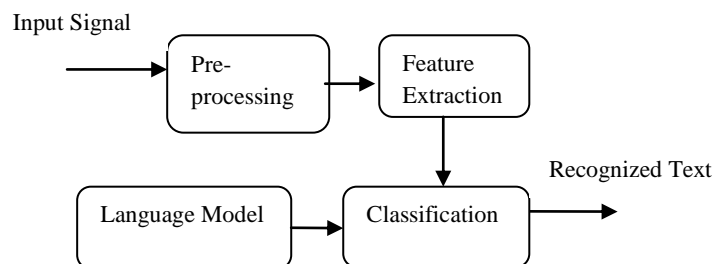 Input Signal
Pre-
processing
Feature
Extraction
Recognized Text
Language Model
Classification